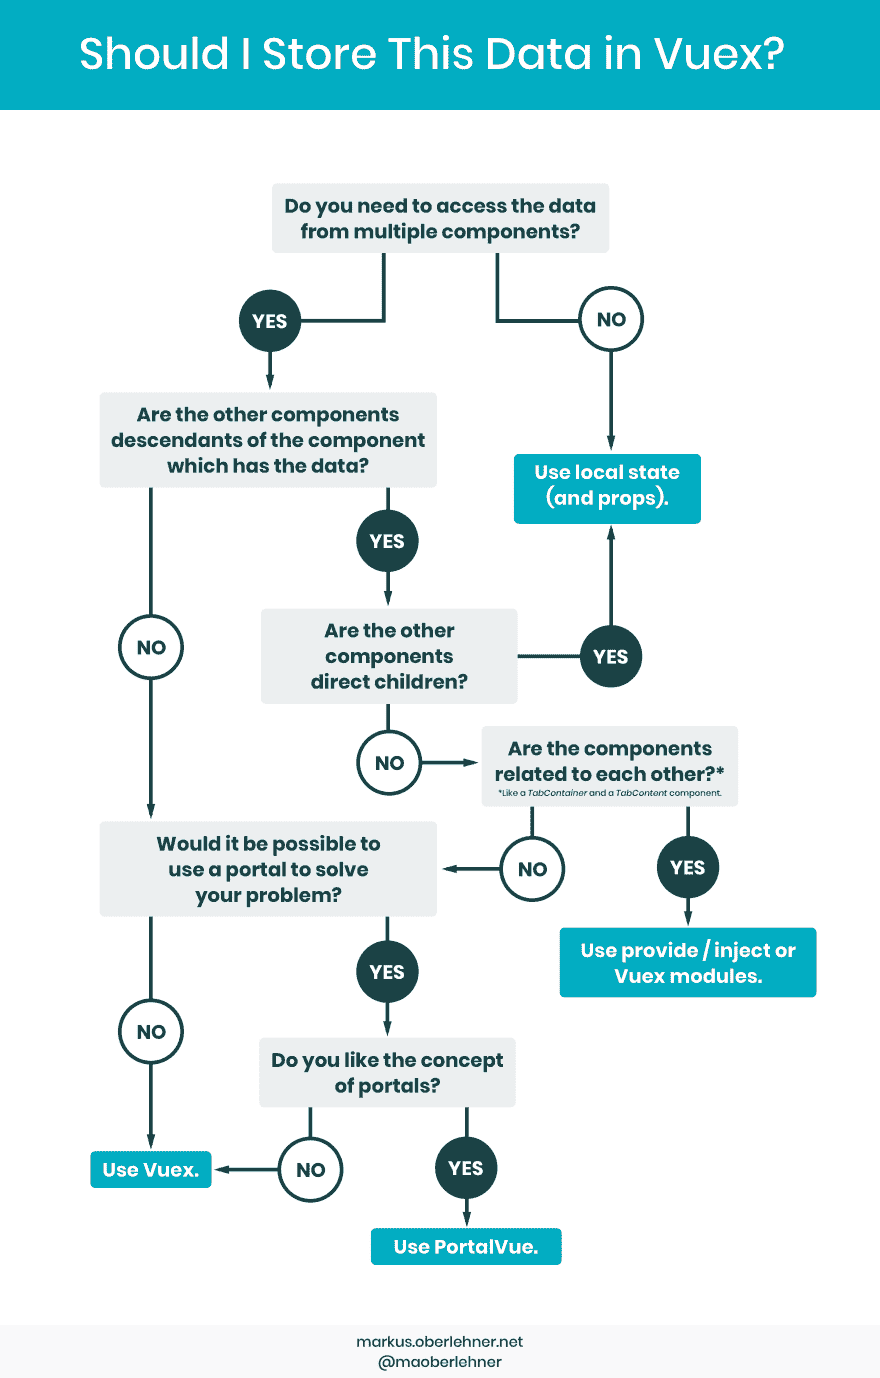 Should I Store This Data in Vuex?
Do you need to access the data
from multiple components?
YES
NO
Are the other components
descendants of the component
which has the data?
Use local state
(and props).
YES
NO
Are the other
components
direct children?
YES
NO
Are the components
related to each other?*
*Like a TabContainer and a TabContent component.
Would it be possible to
use a portal to solve
your problem?
NO
YES
Use provide / inject or
Vuex modules.
YES
NO
Do you like the concept
of portals?
Use Vuex.
NO
YES
Use PortalVue.
markus.oberlehner.net
@maoberlehner